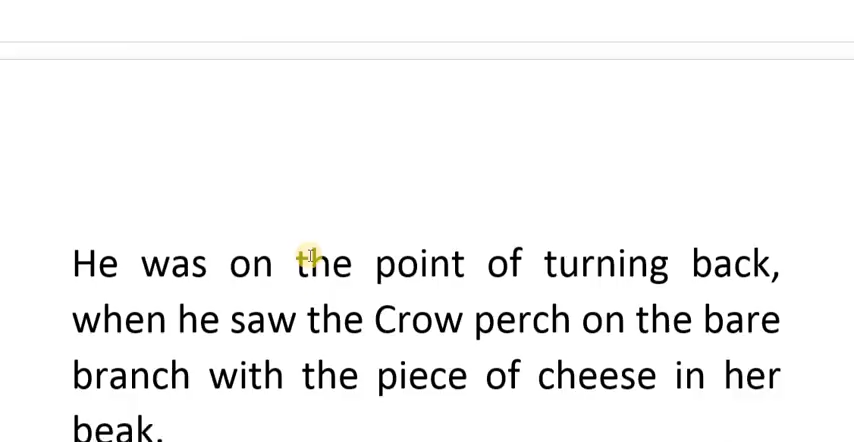 He was on the point of turning back,
when he saw the Crow perch on the bare
branch with the piece of cheese in her
beak.